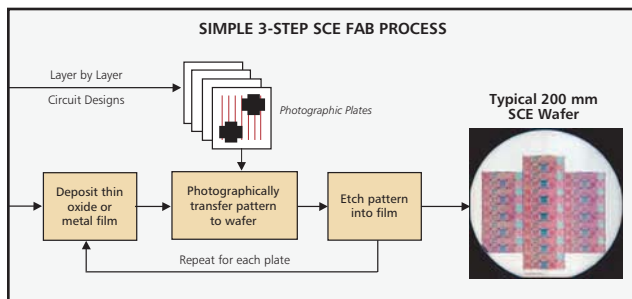 SIMPLE 3-STEP SCE FAB PROCESS
Layer by Layer
Circuit Designs
Photographic Plates
Typical 200 mm
SCE Wafer
Deposit thin
oxide or
metal film
Photographically
transfer pattern
to wafer
Etch pattern
into film
Repeat for each plate